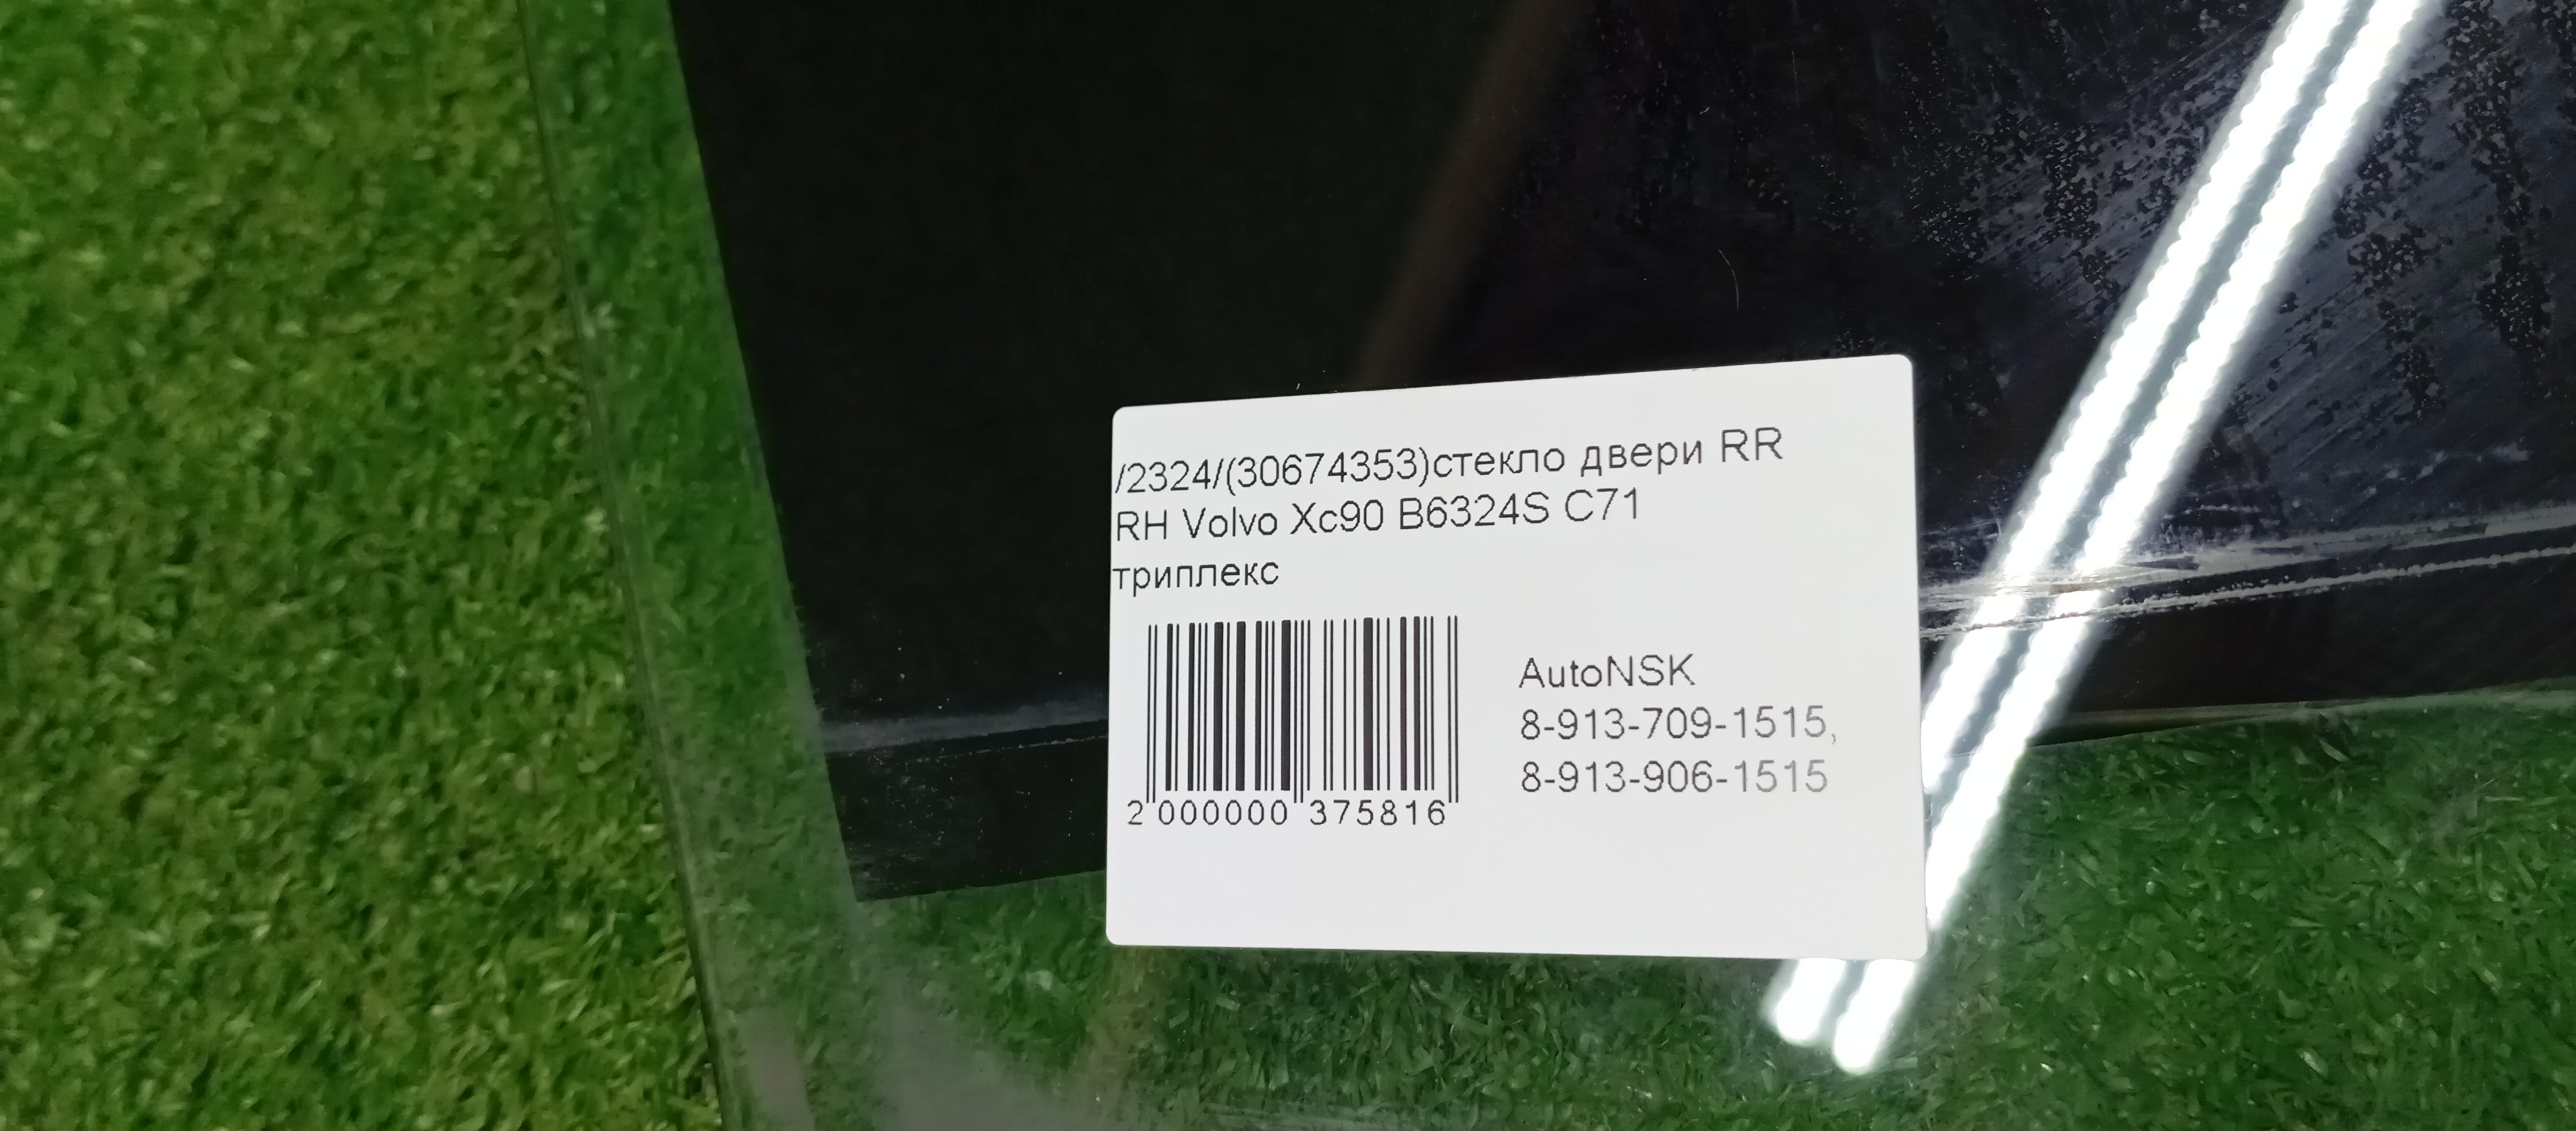 /2324/(30674353)стекло двери RR
RH Volvo Xc90 B6324S C71
триплекс
AutoNSK
8-913-709-1515,
8-913-906-1515
2 000000 375816